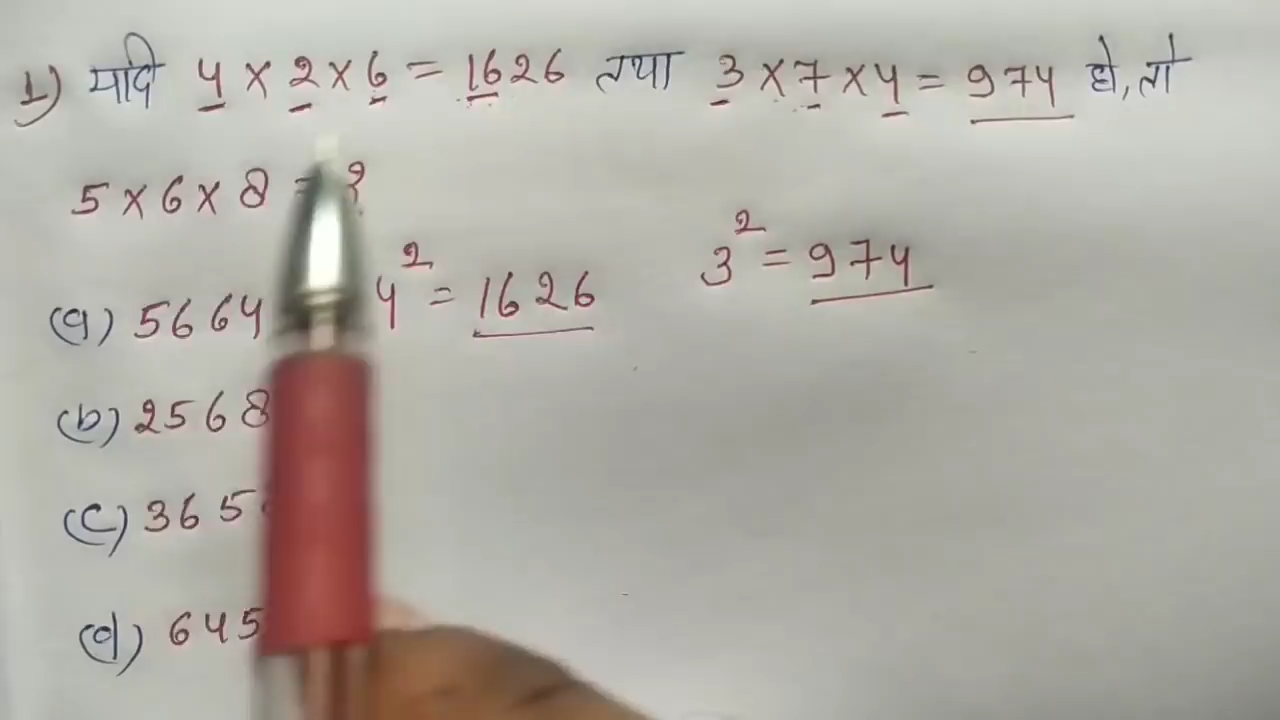 1) यदि 4 × 2 × 6 = 1626 तथा 3 × 7 × 4 = 974 हो, तो
5 × 6 × 8 = ?
(a) 5664
4² = 1626
3² = 974
(b) 2568
(c) 365
(d) 645